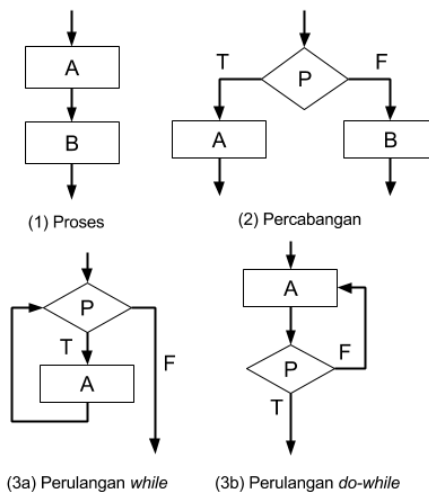 A
B
(1) Proses
P
T
F
A
B
(2) Percabangan
P
T
F
A
(3a) Perulangan while
A
P
F
T
(3b) Perulangan do-while